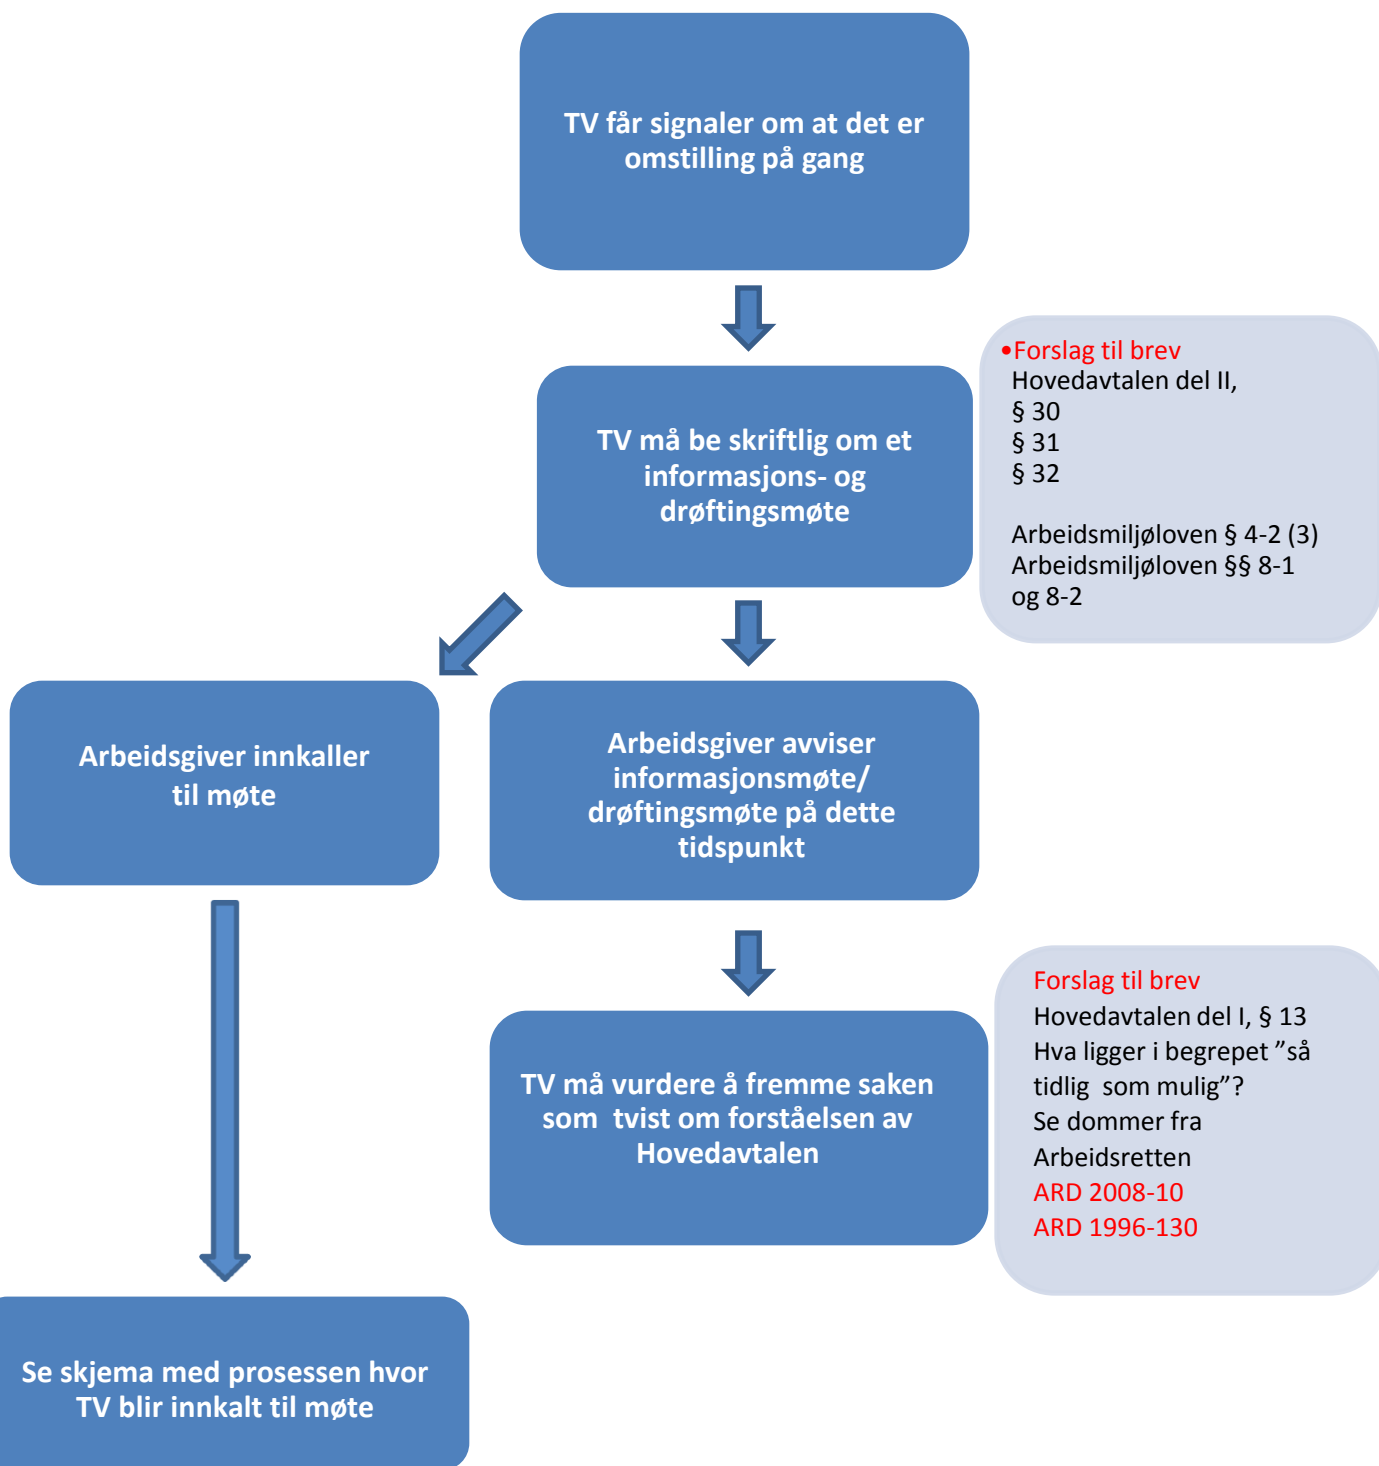 TV får signaler om at det er
omstilling på gang
TV må be skriftlig om et
informasjons- og
drøftingsmøte
•Forslag til brev
Hovedavtalen del II,
§ 30
§ 31
§ 32
Arbeidsmiljøloven § 4-2 (3)
Arbeidsmiljøloven §§ 8-1
og 8-2
Arbeidsgiver innkaller
til møte
Arbeidsgiver avviser
informasjonsmøte/
drøftingsmøte på dette
tidspunkt
TV må vurdere å fremme saken
som tvist om forståelsen av
Hovedavtalen
Forslag til brev
Hovedavtalen del I, § 13
Hva ligger i begrepet ”så
tidlig som mulig”?
Se dommer fra
Arbeidsretten
ARD 2008-10
ARD 1996-130
Se skjema med prosessen hvor
TV blir innkalt til møte